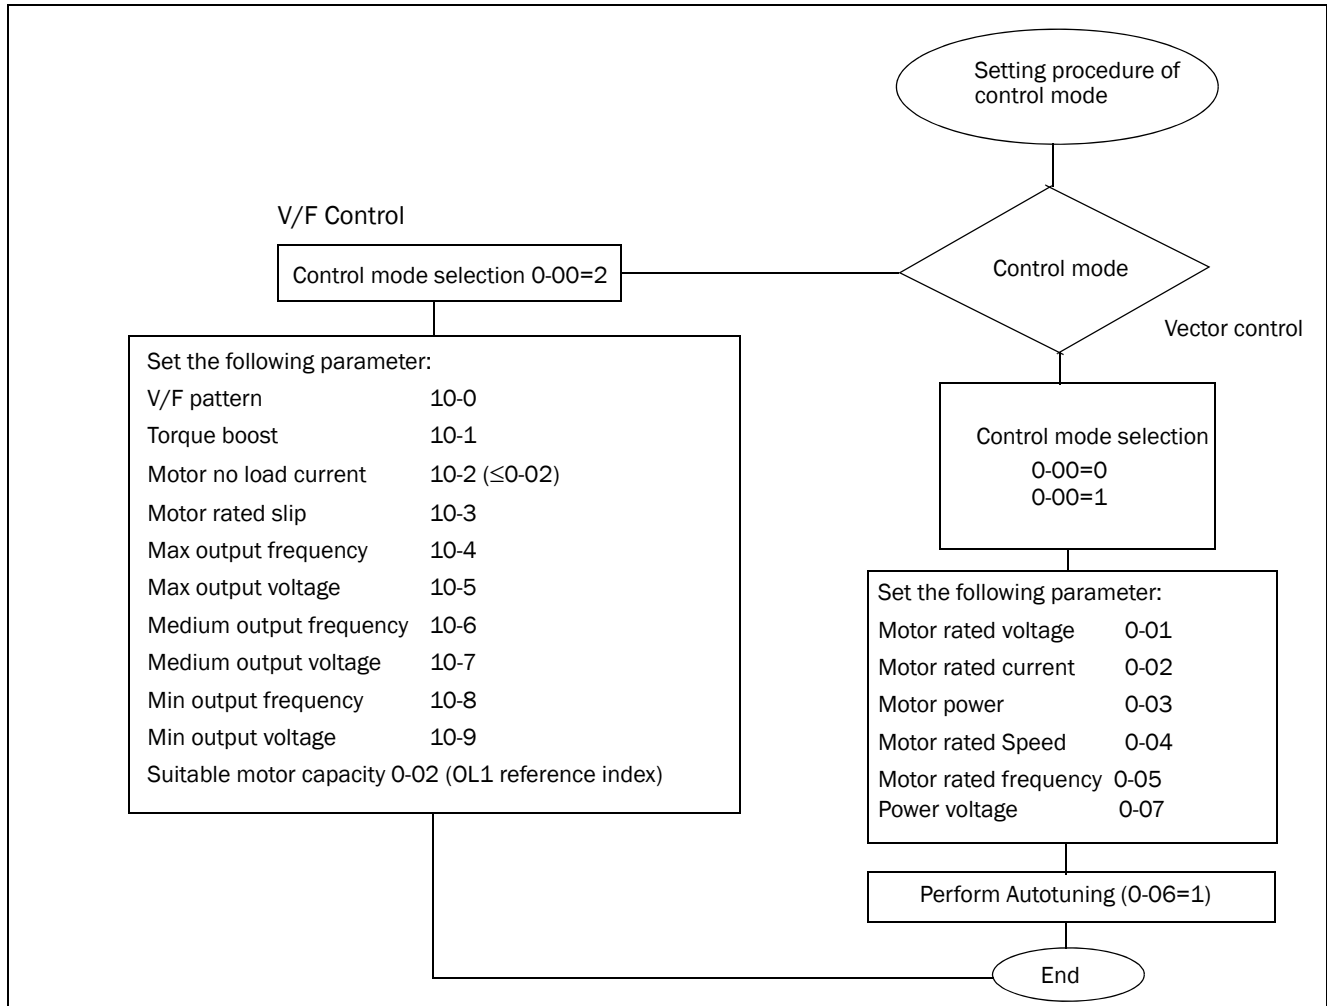 Setting procedure of
control mode
Control mode
V/F Control
Control mode selection 0-00=2
Set the following parameter:
V/F pattern 10-0
Torque boost 10-1
Motor no load current 10-2 (≤0-02)
Motor rated slip 10-3
Max output frequency 10-4
Max output voltage 10-5
Medium output frequency 10-6
Medium output voltage 10-7
Min output frequency 10-8
Min output voltage 10-9
Suitable motor capacity 0-02 (OL1 reference index)
Vector control
Control mode selection
0-00=0
0-00=1
Set the following parameter:
Motor rated voltage 0-01
Motor rated current 0-02
Motor power 0-03
Motor rated Speed 0-04
Motor rated frequency 0-05
Power voltage 0-07
Perform Autotuning (0-06=1)
End